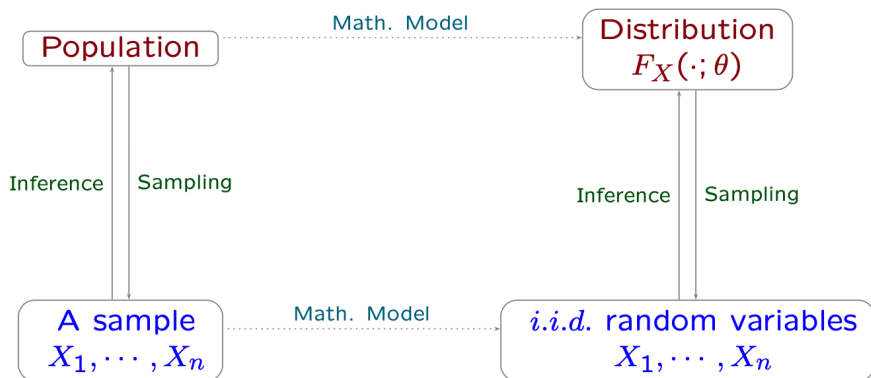 Math. Model
Population
Distribution
F_X(·; θ)
Inference
Sampling
Inference
Sampling
A sample
X_1, ⋯ , X_n
Math. Model
i.i.d. random variables
X_1, ⋯ , X_n